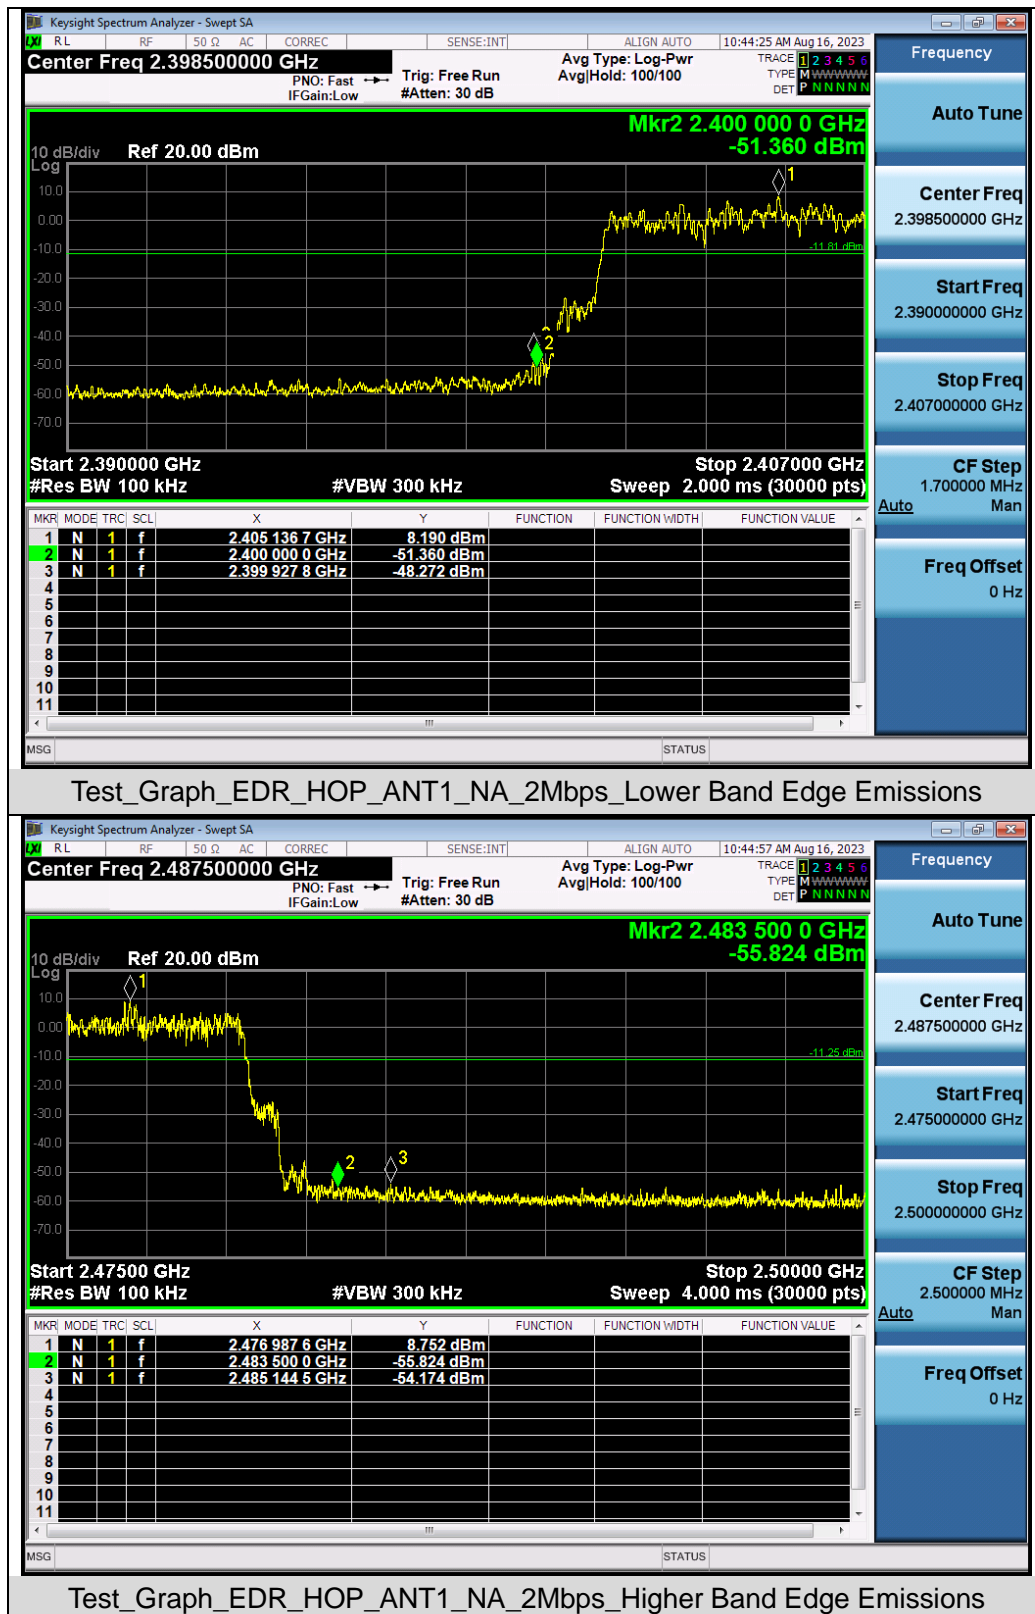 Keysight Spectrum Analyzer - Swept SA
LXI RL RF 50 Ω AC CORREC SENSE:INT ALIGN AUTO 10:44:25 AM Aug 16, 2023
Center Freq 2.398500000 GHz
PNO: Fast
IFGain:Low
Trig: Free Run
#Atten: 30 dB
Avg Type: Log-Pwr
Avg|Hold: 100/100
TRACE 1 2 3 4 5 6
TYPE M WWWWW
DET P N N N N N
Mkr2 2.400 000 0 GHz
-51.360 dBm
10 dB/div Ref 20.00 dBm
Log
10.0
0.00
-10.0
-20.0
-30.0
-40.0
-50.0
-60.0
-70.0
1
-11.81 dBm
2
Start 2.390000 GHz Stop 2.407000 GHz
#Res BW 100 kHz #VBW 300 kHz Sweep 2.000 ms (30000 pts)
MKR MODE TRC SCL X Y FUNCTION FUNCTION WIDTH FUNCTION VALUE
1 N 1 f 2.405 136 7 GHz 8.190 dBm
2 N 1 f 2.400 000 0 GHz -51.360 dBm
3 N 1 f 2.399 927 8 GHz -48.272 dBm
4
5
6
7
8
9
10
11
MSG STATUS
Frequency
Auto Tune
Center Freq
2.398500000 GHz
Start Freq
2.390000000 GHz
Stop Freq
2.407000000 GHz
CF Step
1.700000 MHz
Auto Man
Freq Offset
0 Hz
Test_Graph_EDR_HOP_ANT1_NA_2Mbps_Lower Band Edge Emissions
Keysight Spectrum Analyzer - Swept SA
LXI RL RF 50 Ω AC CORREC SENSE:INT ALIGN AUTO 10:44:57 AM Aug 16, 2023
Center Freq 2.487500000 GHz
PNO: Fast
IFGain:Low
Trig: Free Run
#Atten: 30 dB
Avg Type: Log-Pwr
Avg|Hold: 100/100
TRACE 1 2 3 4 5 6
TYPE M WWWWW
DET P N N N N N
Mkr2 2.483 500 0 GHz
-55.824 dBm
10 dB/div Ref 20.00 dBm
Log
10.0
0.00
-10.0
-20.0
-30.0
-40.0
-50.0
-60.0
-70.0
1
-11.25 dBm
2
3
Start 2.47500 GHz Stop 2.50000 GHz
#Res BW 100 kHz #VBW 300 kHz Sweep 4.000 ms (30000 pts)
MKR MODE TRC SCL X Y FUNCTION FUNCTION WIDTH FUNCTION VALUE
1 N 1 f 2.476 987 6 GHz 8.752 dBm
2 N 1 f 2.483 500 0 GHz -55.824 dBm
3 N 1 f 2.485 144 5 GHz -54.174 dBm
4
5
6
7
8
9
10
11
MSG STATUS
Frequency
Auto Tune
Center Freq
2.487500000 GHz
Start Freq
2.475000000 GHz
Stop Freq
2.500000000 GHz
CF Step
2.500000 MHz
Auto Man
Freq Offset
0 Hz
Test_Graph_EDR_HOP_ANT1_NA_2Mbps_Higher Band Edge Emissions